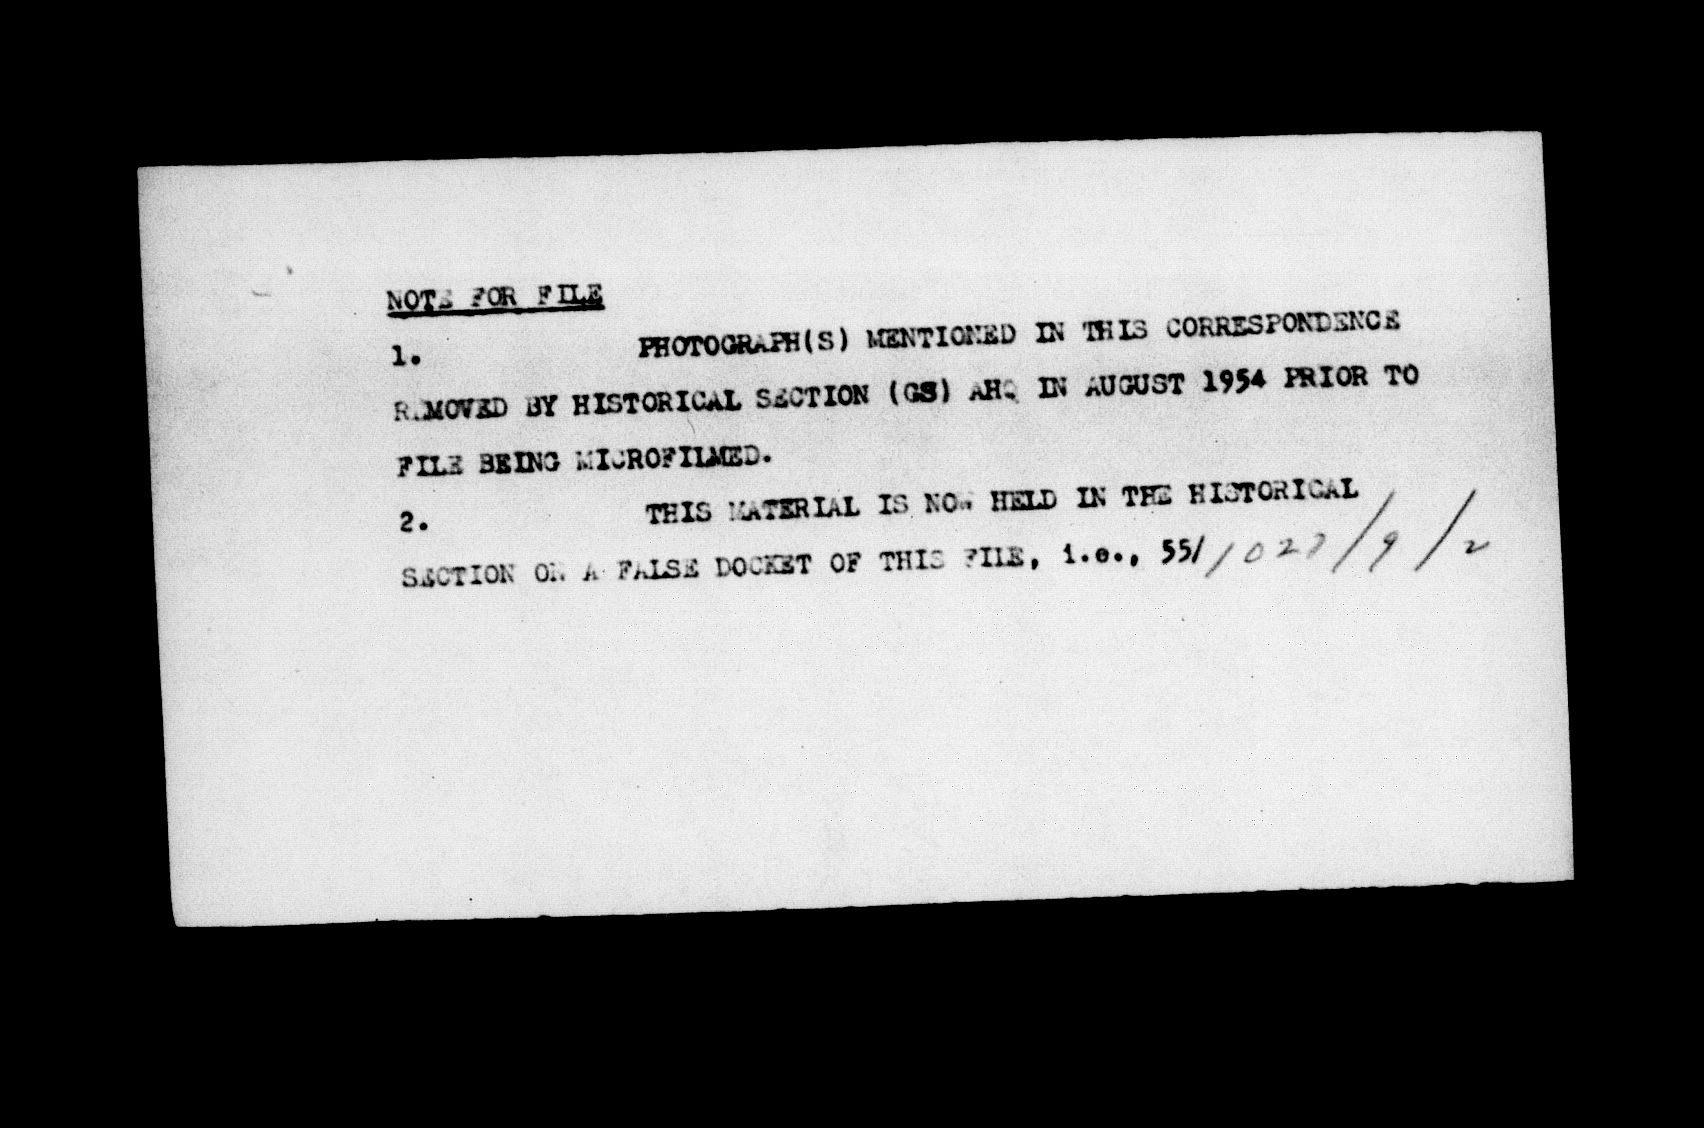 NOTE FOR FILE
1. PHOTOGRAPH(S) MENTIONED IN THIS CORRESPONDENCE
REMOVED BY HISTORICAL SECTION (GS) AHQ IN AUGUST 1954 PRIOR TO
FILE BEING MICROFILMED.
2. THIS MATERIAL IS NOW HELD IN THE HISTORICAL
SECTION ON A FALSE DOCKET OF THIS FILE, i.e., 55/1027/9/2